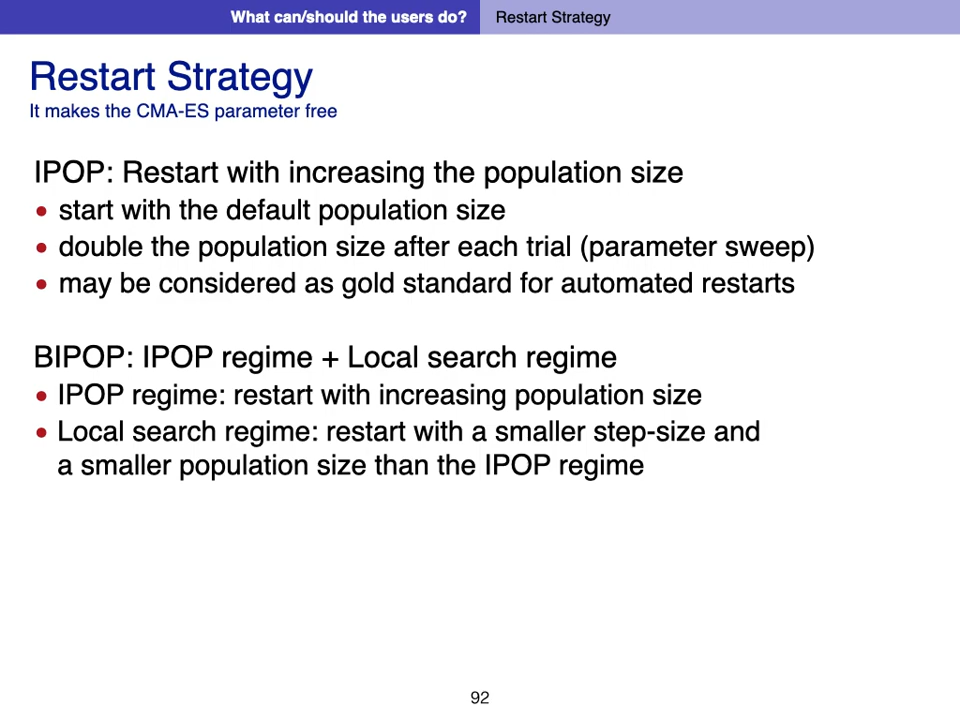 What can/should the users do? Restart Strategy
Restart Strategy
It makes the CMA-ES parameter free
IPOP: Restart with increasing the population size
• start with the default population size
• double the population size after each trial (parameter sweep)
• may be considered as gold standard for automated restarts
BIPOP: IPOP regime + Local search regime
• IPOP regime: restart with increasing population size
• Local search regime: restart with a smaller step-size and
a smaller population size than the IPOP regime
92